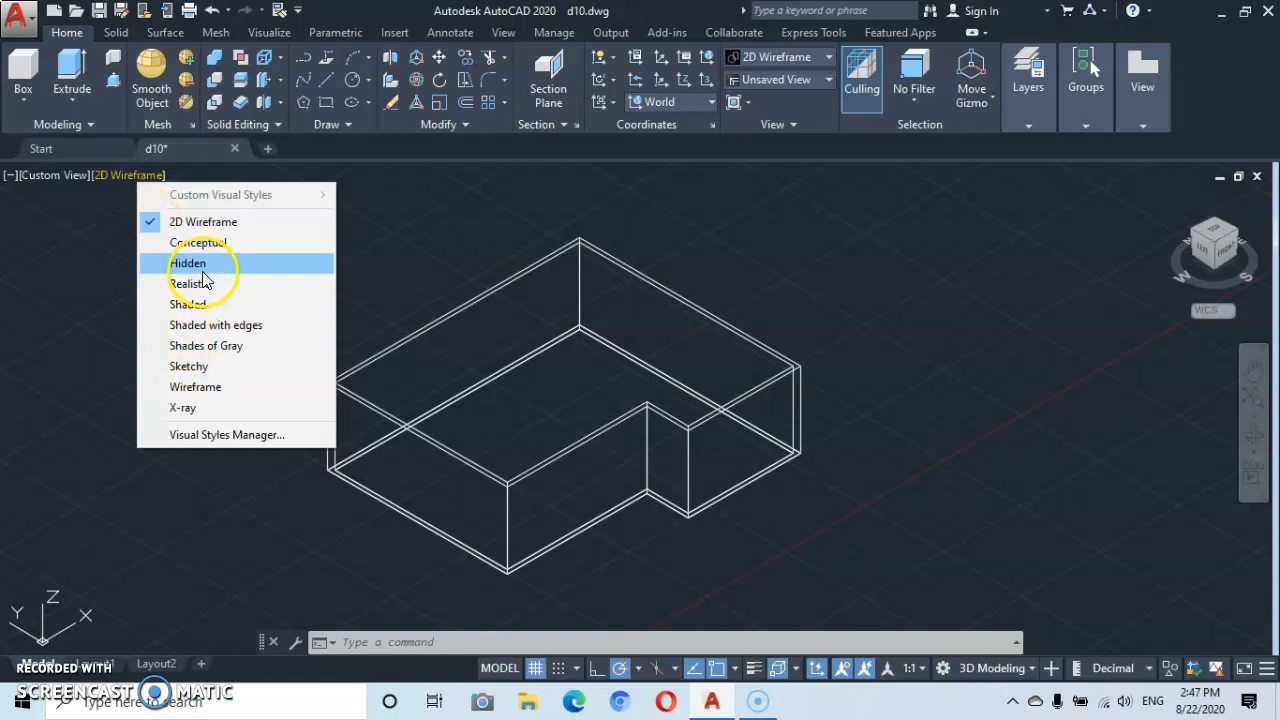 Autodesk AutoCAD 2020 d10.dwg
Type a keyword or phrase
Sign In
Home Solid Surface Mesh Visualize Parametric Insert Annotate View Manage Output Add-ins Collaborate Express Tools Featured Apps
2D Wireframe
Unsaved View
World
Box Extrude Smooth Object Section Plane Culling No Filter Move Gizmo Layers Groups View
Modeling Mesh Solid Editing Draw Modify Section Coordinates View Selection
Start d10*
[−][Custom View][2D Wireframe]
Custom Visual Styles
2D Wireframe
Conceptual
Hidden
Realistic
Shaded
Shaded with edges
Shades of Gray
Sketchy
Wireframe
X-ray
Visual Styles Manager...
TOP
LEFT FRONT
W S
WCS
Z
Y X
Type a command
Layout2
MODEL 1:1 3D Modeling Decimal
RECORDED WITH
SCREENCAST MATIC
Type here to search
ENG
2:47 PM
8/22/2020